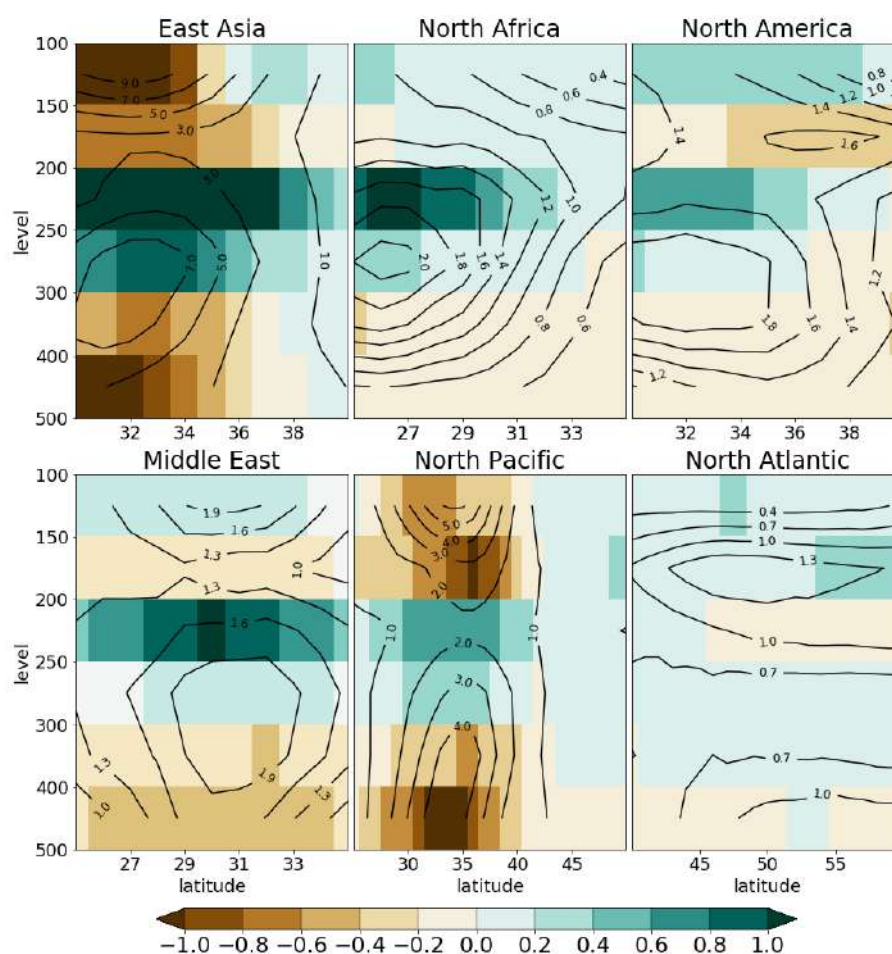 East Asia North Africa North America
100
9.0 0.4 0.8
7.0 0.6 1.2 1.0
150 5.0 0.8 1.4
3.0 1.4 1.6
200
5.0
1.2 1.0
level 250
7.0 5.0 1.0 2.0 1.8 1.6 1.4
1.2
300
0.8 0.6 1.8 1.6 1.4
400
1.2
500
32 34 36 38 27 29 31 33 32 34 36 38
Middle East North Pacific North Atlantic
100
1.9 0.4
5.0 0.7
1.6 4.0 1.0
150 1.3 3.0 1.3
1.0
1.3 2.0
200
1.6 1.0 2.0 1.0 1.0
level 250
0.7
3.0
300
4.0
1.3 1.9 0.7
400
1.0 1.3 1.0
500
27 29 31 33 30 35 40 45 45 50 55
latitude latitude latitude
−1.0 −0.8 −0.6 −0.4 −0.2 0.0 0.2 0.4 0.6 0.8 1.0